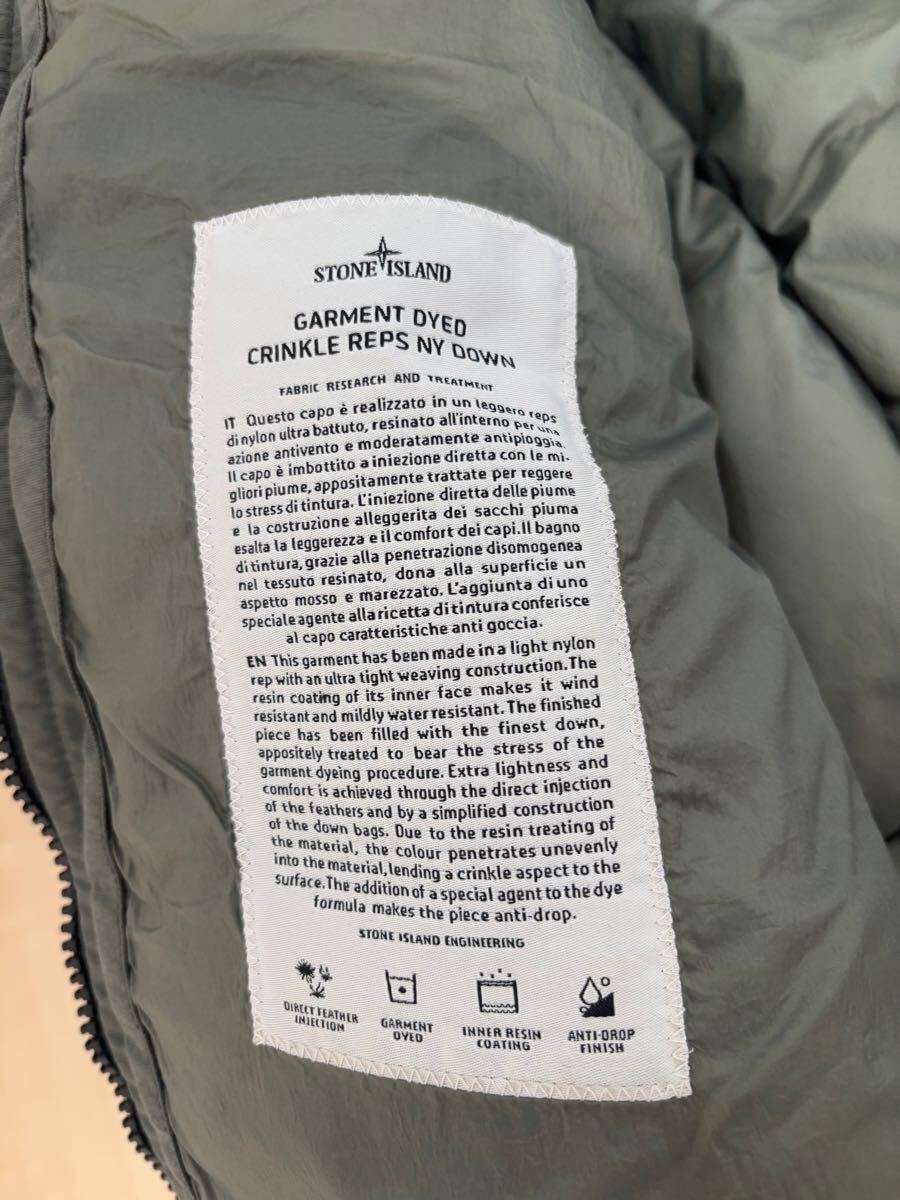 STONE ISLAND
GARMENT DYED
CRINKLE REPS NY DOWN
FABRIC RESEARCH AND TREATMENT
IT Questo capo è realizzato in un leggero reps
di nylon ultra battuto, resinato all'interno per una
azione antivento e moderatamente antipioggia.
Il capo è imbottito a iniezione diretta con le mi-
gliori piume, appositamente trattate per reggere
lo stress di tintura. L'iniezione diretta delle piume
e la costruzione alleggerita dei sacchi piuma
esalta la leggerezza e il comfort dei capi. Il bagno
di tintura, grazie alla penetrazione disomogenea
nel tessuto resinato, dona alla superficie un
aspetto mosso e marezzato. L'aggiunta di uno
speciale agente alla ricetta di tintura conferisce
al capo caratteristiche anti goccia.
EN This garment has been made in a light nylon
rep with an ultra tight weaving construction. The
resin coating of its inner face makes it wind
resistant and mildly water resistant. The finished
piece has been filled with the finest down,
appositely treated to bear the stress of the
garment dyeing procedure. Extra lightness and
comfort is achieved through the direct injection
of the feathers and by a simplified construction
of the down bags. Due to the resin treating of
the material, the colour penetrates unevenly
into the material, lending a crinkle aspect to the
surface. The addition of a special agent to the dye
formula makes the piece anti-drop.
STONE ISLAND ENGINEERING
DIRECT FEATHER
INJECTION
GARMENT
DYED
INNER RESIN
COATING
ANTI-DROP
FINISH